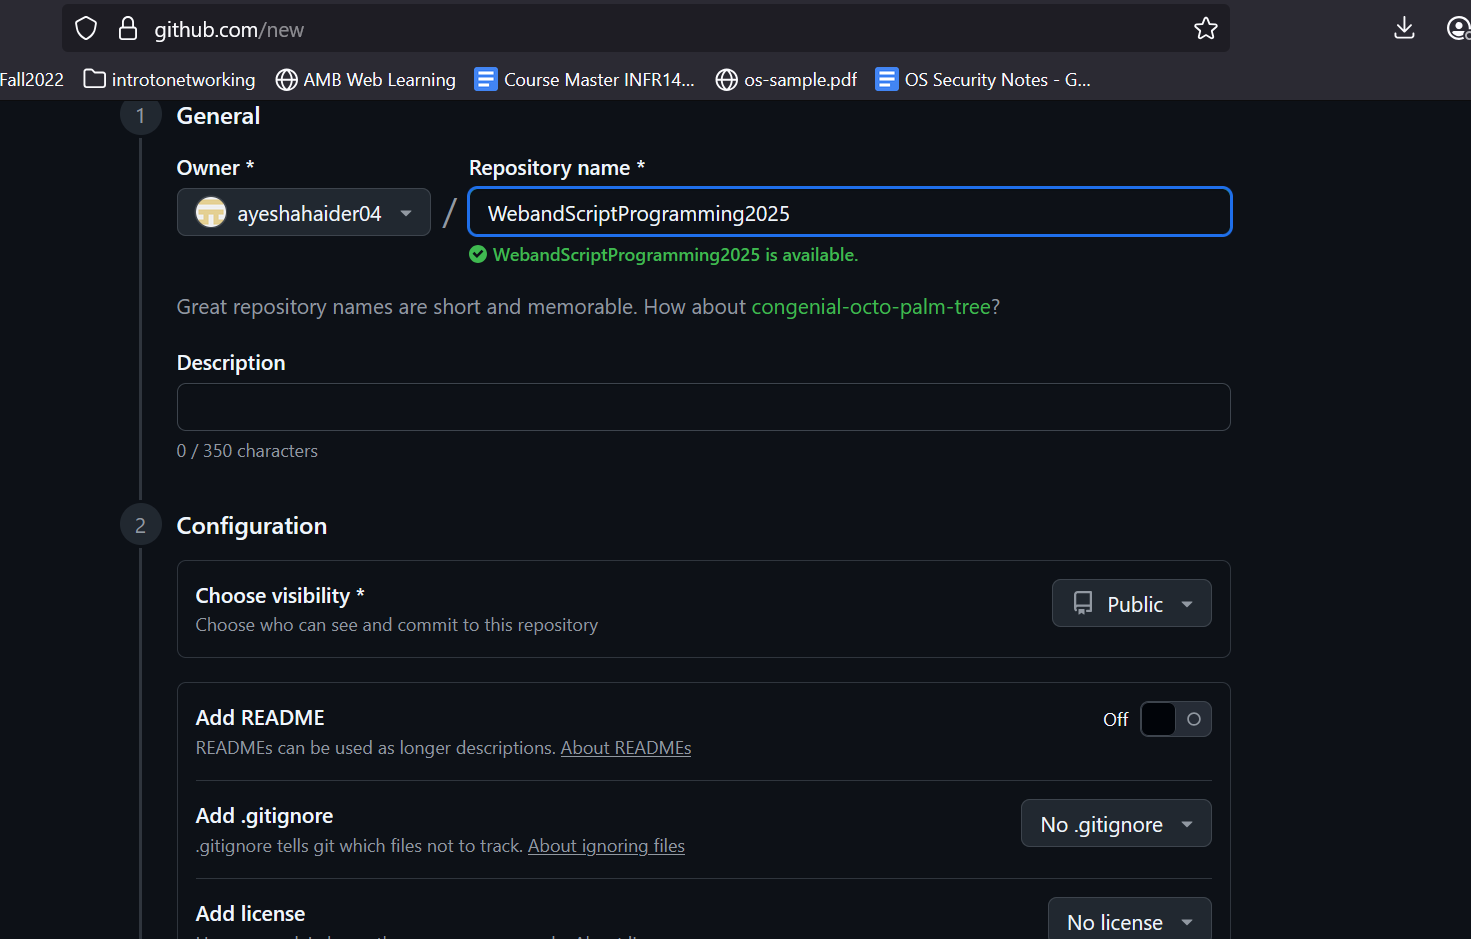 github.com/new
Fall2022 introtonetworking AMB Web Learning Course Master INFR14... os-sample.pdf OS Security Notes - G...
1 General
Owner * Repository name *
ayeshahaider04 / WebandScriptProgramming2025
WebandScriptProgramming2025 is available.
Great repository names are short and memorable. How about congenial-octo-palm-tree?
Description
0 / 350 characters
2 Configuration
Choose visibility *
Public
Choose who can see and commit to this repository
Add README
Off
READMEs can be used as longer descriptions. About READMEs
Add .gitignore
No .gitignore
.gitignore tells git which files not to track. About ignoring files
Add license
No license